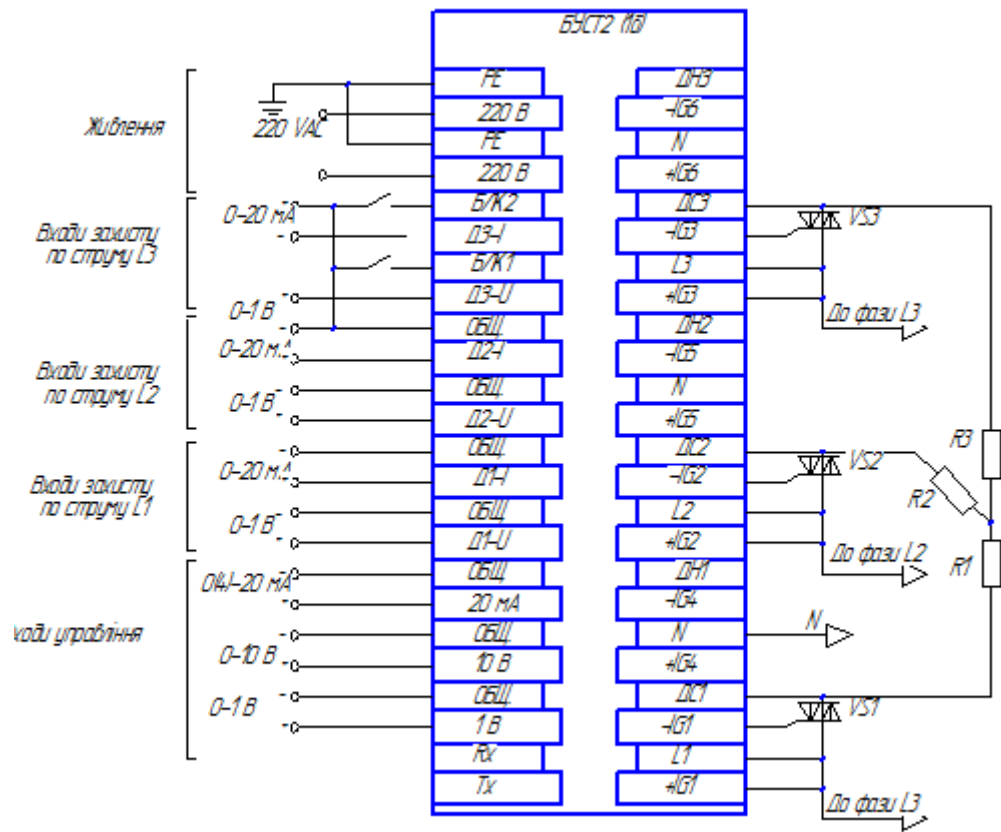 БУСТ2 (1б)
Живлення
220 VAC
Входи захисту
по струму L3
0-20 мА
0-1 В
Входи захисту
по струму L2
0-20 мА
0-1 В
Входи захисту
по струму L1
0-20 мА
0-1 В
ходи управління
0(4)-20 мА
0-10 В
0-1 В
PE
220 В
PE
220 В
Б/К2
Д3-I
Б/К1
Д3-U
ОБЩ.
Д2-I
ОБЩ.
Д2-U
ОБЩ.
Д1-I
ОБЩ
Д1-U
ОБЩ.
20 мА
ОБЩ.
10 В
ОБЩ.
1 В
Rx
Tx
ДН3
-IG6
N
+IG6
ДС3
-IG3
L3
+IG3
ДН2
-IG5
N
+IG5
ДС2
-IG2
L2
+IG2
ДН1
-IG4
N
+IG4
ДС1
-IG1
L1
+IG1
VS3
До фази L3
R3
VS2
R2
До фази L2
R1
N
VS1
До фази L3